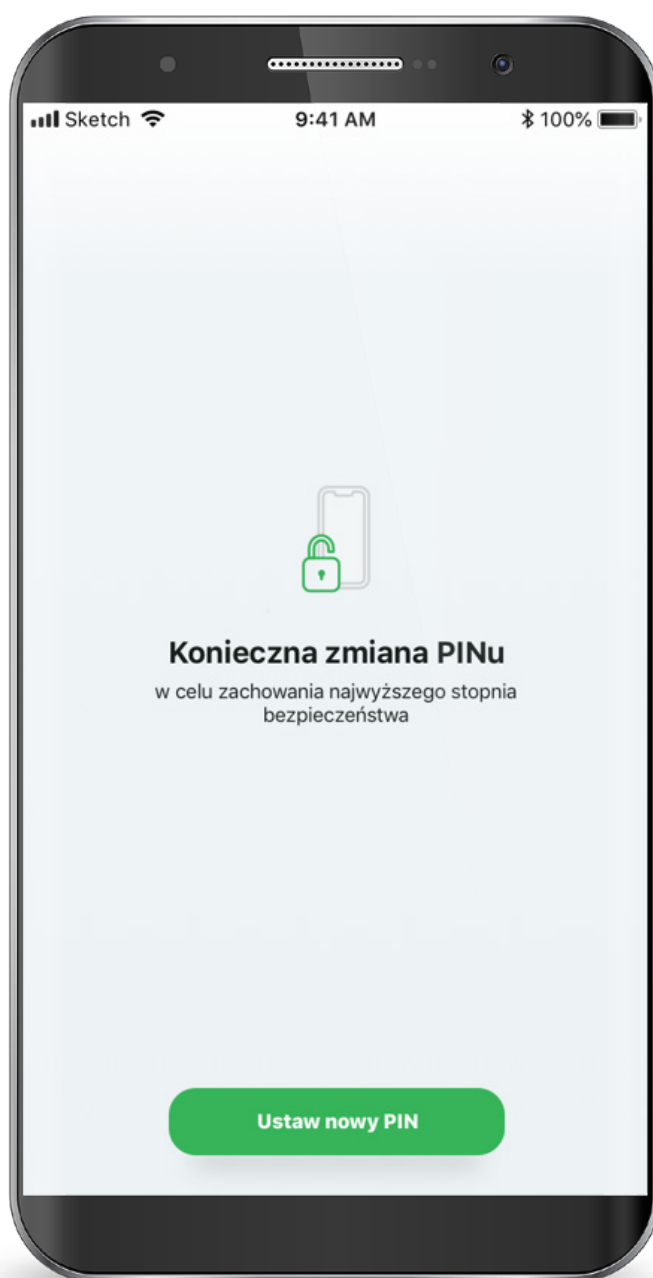 Sketch 9:41 AM 100%
Konieczna zmiana PINu
w celu zachowania najwyższego stopnia
bezpieczeństwa
Ustaw nowy PIN